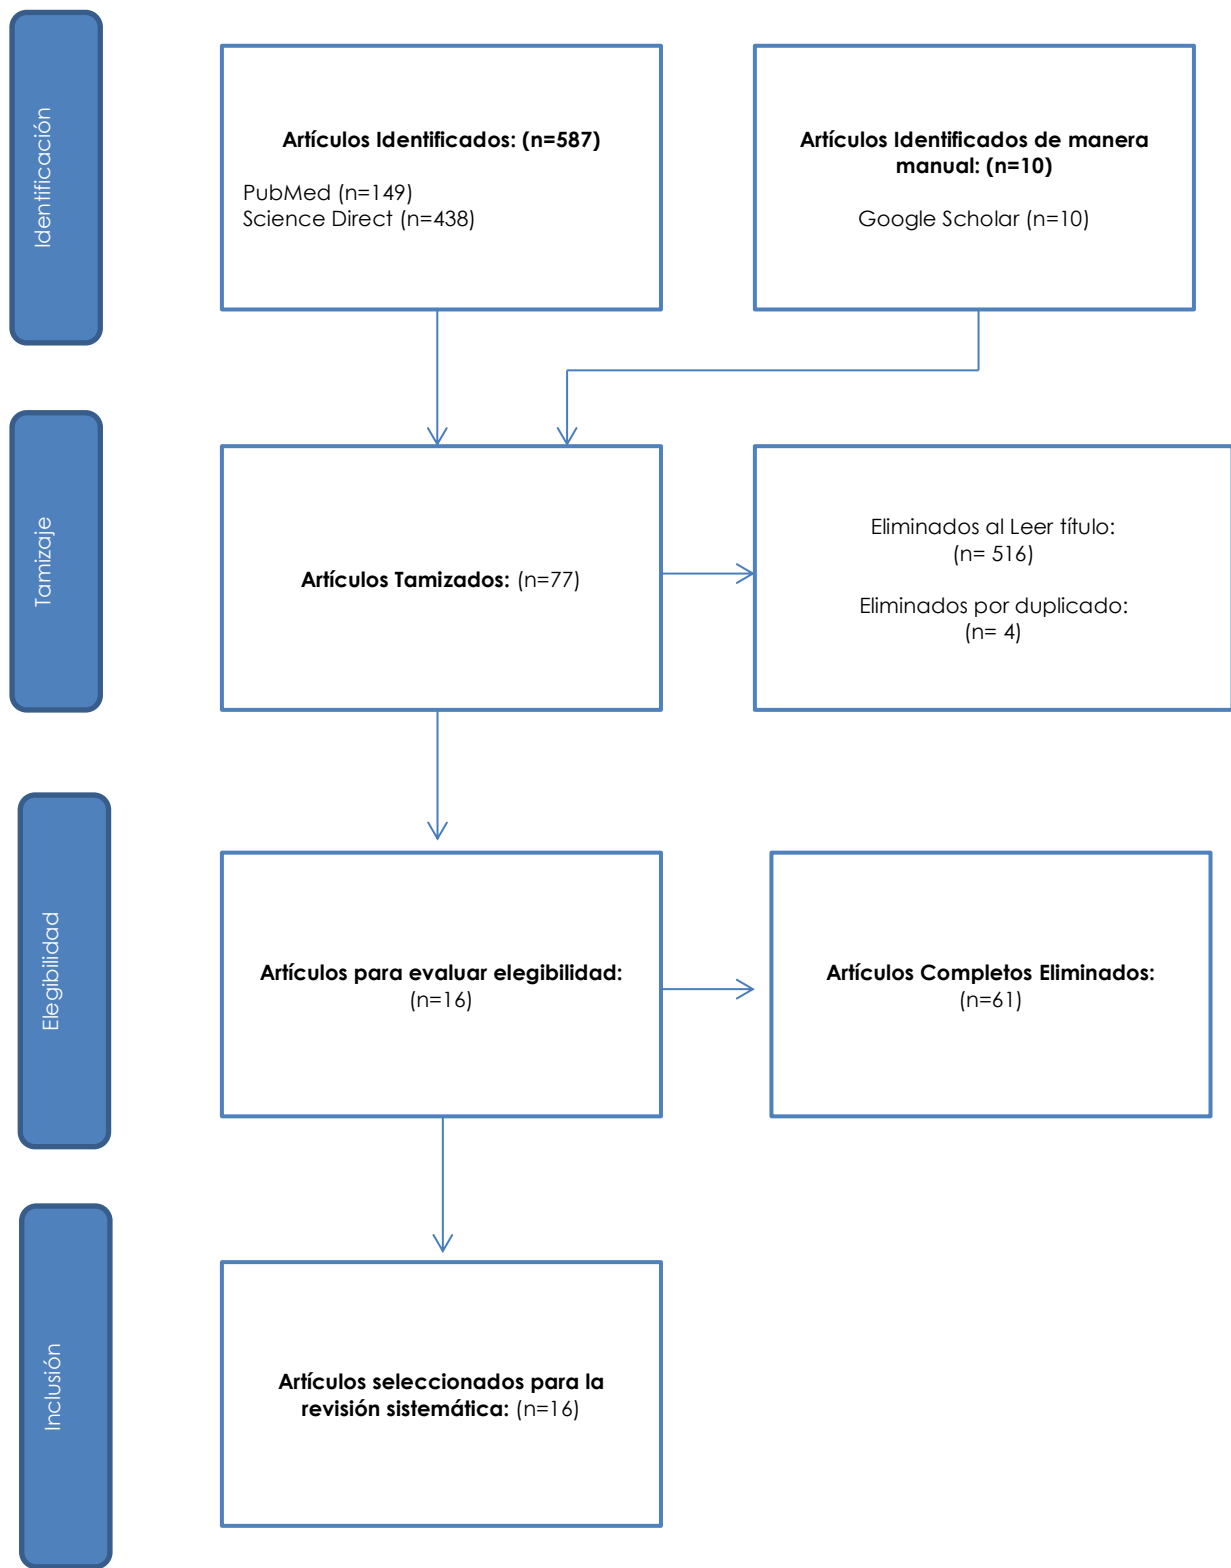 Identificación
Artículos Identificados: (n=587)
PubMed (n=149)
Science Direct (n=438)
Artículos Identificados de manera
manual: (n=10)
Google Scholar (n=10)
Tamizaje
Artículos Tamizados: (n=77)
Eliminados al Leer título:
(n= 516)
Eliminados por duplicado:
(n= 4)
Elegibilidad
Artículos para evaluar elegibilidad:
(n=16)
Artículos Completos Eliminados:
(n=61)
Inclusión
Artículos seleccionados para la
revisión sistemática: (n=16)